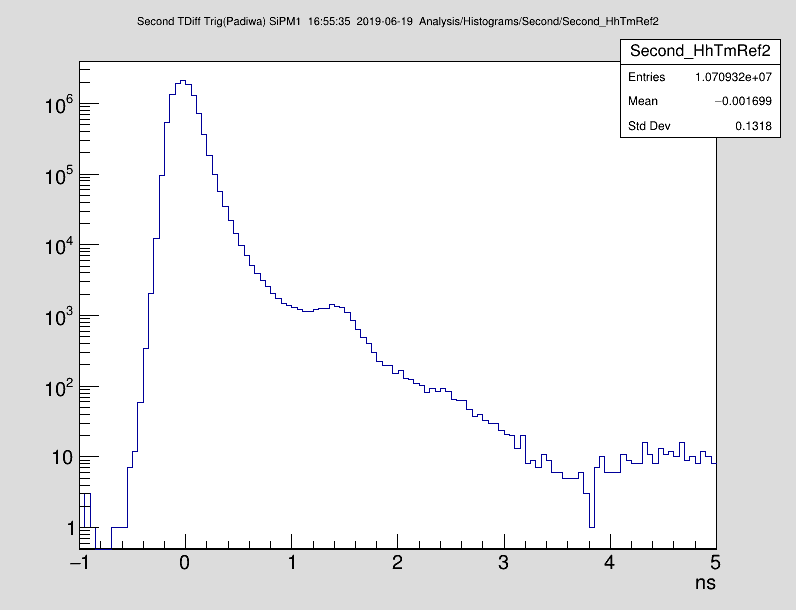 Second TDiff Trig(Padiwa) SiPM1 16:55:35 2019-06-19 Analysis/Histograms/Second/Second_HhTmRef2
Second_HhTmRef2
Entries 1.070932e+07
Mean −0.001699
Std Dev 0.1318
10^6
10^5
10^4
10^3
10^2
10
1
−1 0 1 2 3 4 5
ns